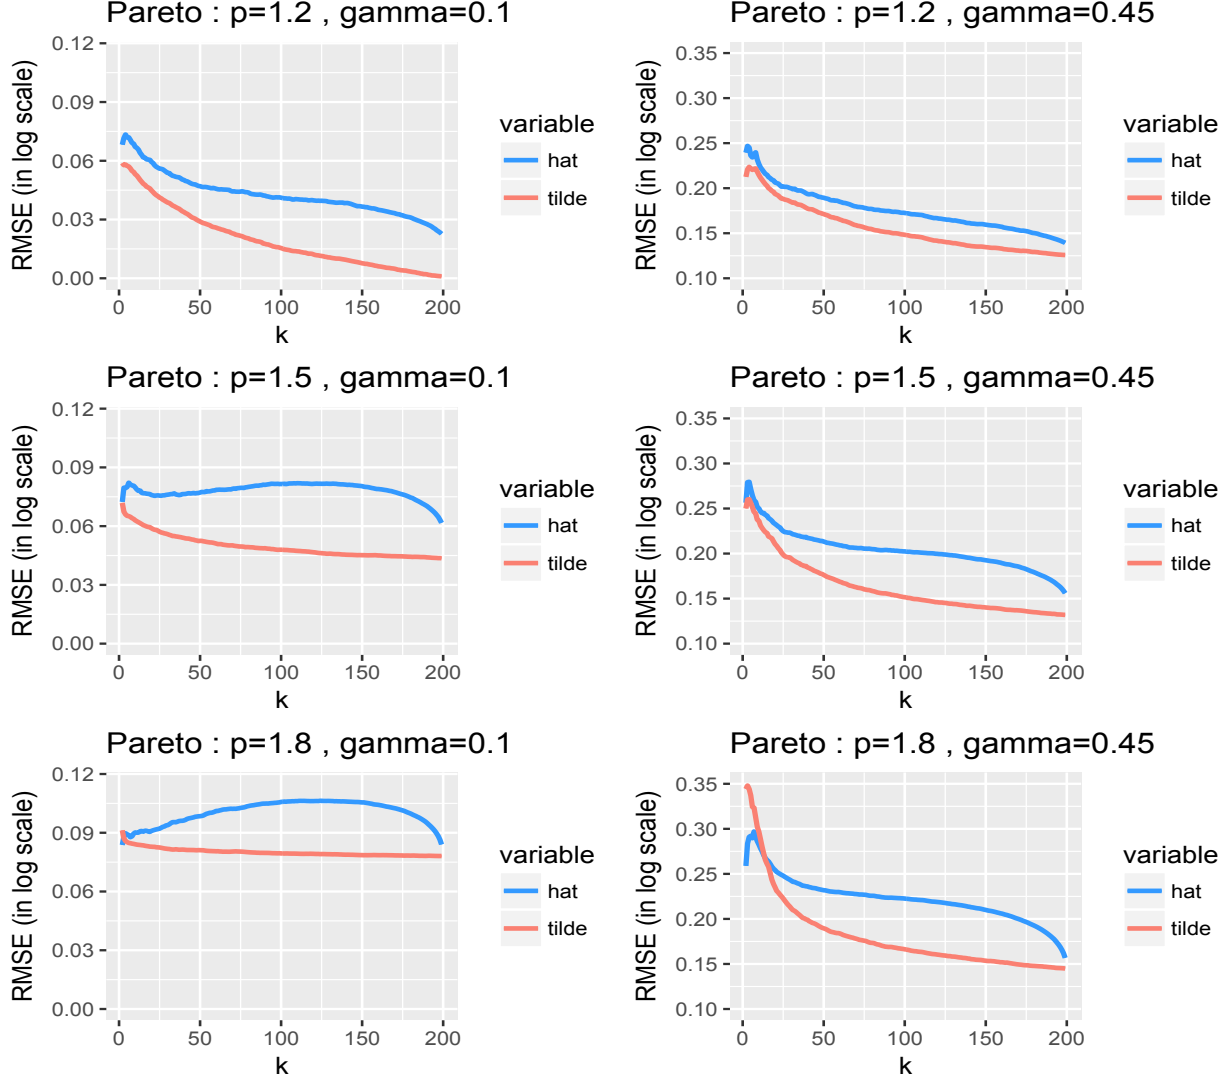 Pareto : p=1.2 , gamma=0.1
RMSE (in log scale)
0.12
0.09
0.06
0.03
0.00
0 50 100 150 200
k
variable
hat
tilde
Pareto : p=1.2 , gamma=0.45
RMSE (in log scale)
0.35
0.30
0.25
0.20
0.15
0.10
0 50 100 150 200
k
variable
hat
tilde
Pareto : p=1.5 , gamma=0.1
RMSE (in log scale)
0.12
0.09
0.06
0.03
0.00
0 50 100 150 200
k
variable
hat
tilde
Pareto : p=1.5 , gamma=0.45
RMSE (in log scale)
0.35
0.30
0.25
0.20
0.15
0.10
0 50 100 150 200
k
variable
hat
tilde
Pareto : p=1.8 , gamma=0.1
RMSE (in log scale)
0.12
0.09
0.06
0.03
0.00
0 50 100 150 200
k
variable
hat
tilde
Pareto : p=1.8 , gamma=0.45
RMSE (in log scale)
0.35
0.30
0.25
0.20
0.15
0.10
0 50 100 150 200
k
variable
hat
tilde